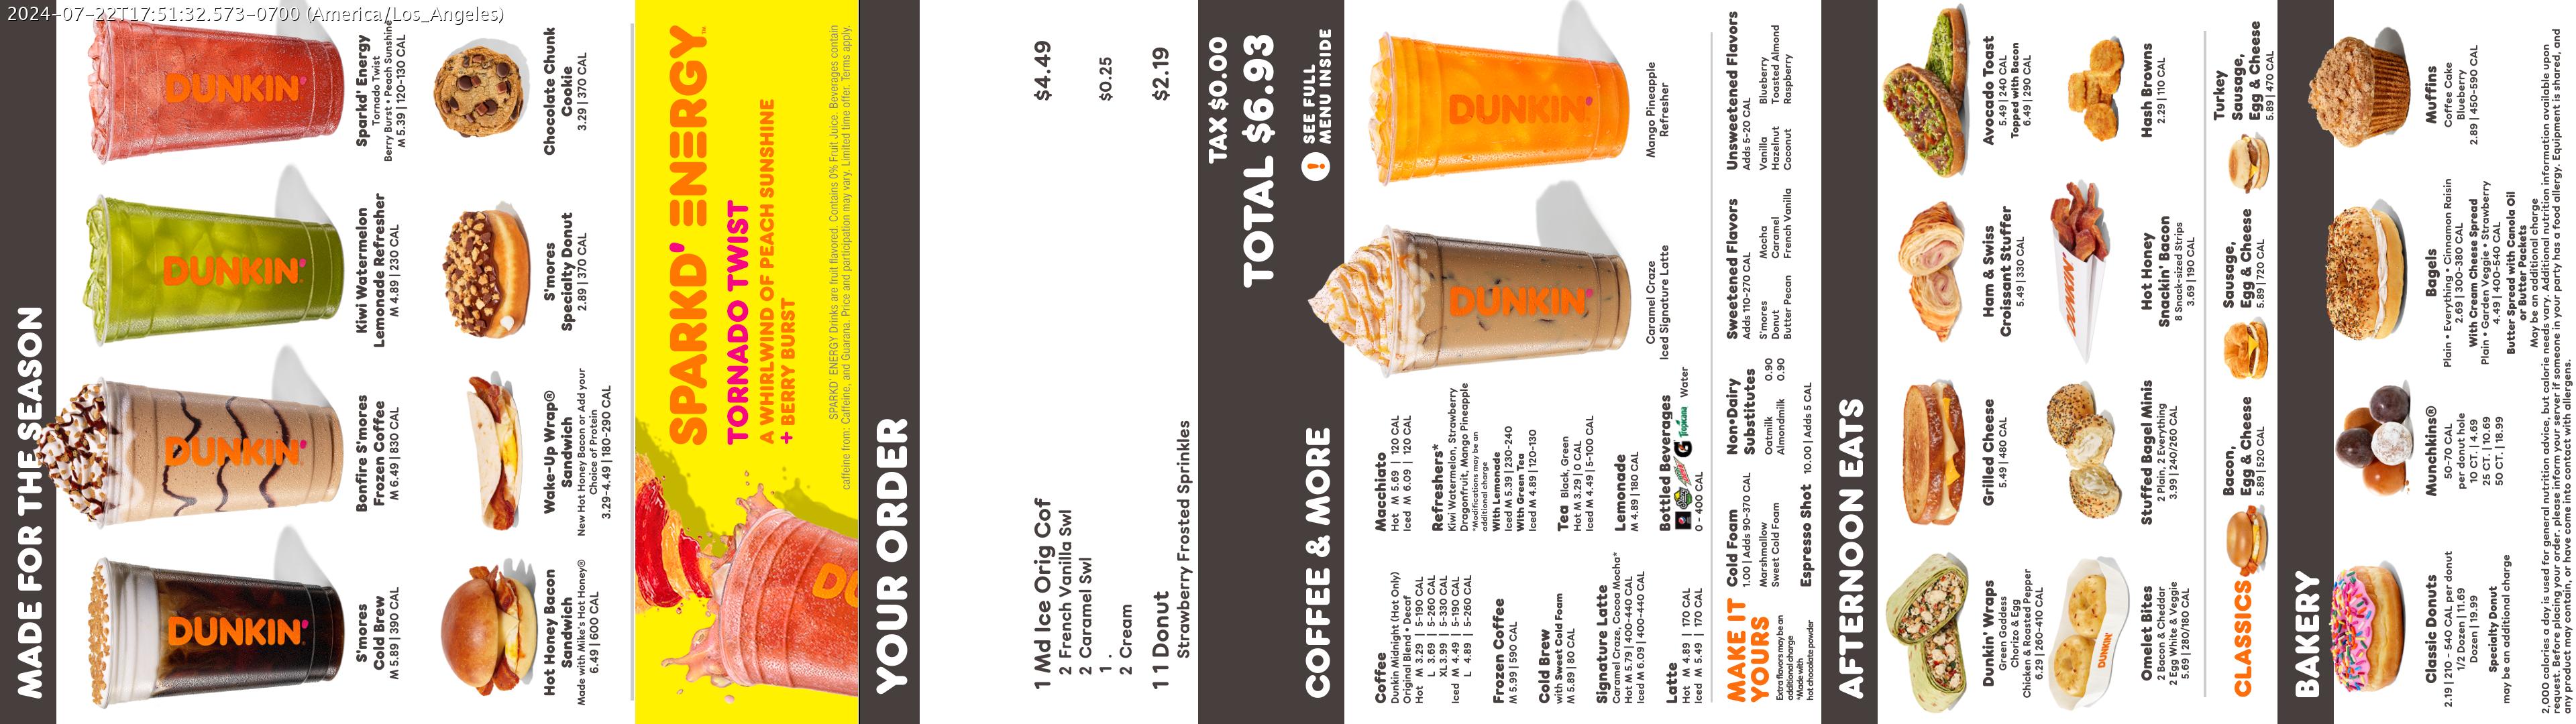 2024-07-22T17:51:32.573-0700 (America/Los_Angeles)
MADE FOR THE SEASON
DUNKIN'
S'mores
Cold Brew
M 5.89 | 390 CAL
DUNKIN'
Bonfire S'mores
Frozen Coffee
M 6.49 | 830 CAL
DUNKIN'
Kiwi Watermelon
Lemonade Refresher
M 4.89 | 230 CAL
DUNKIN'
Sparkd' Energy
Tornado Twist
Berry Burst • Peach Sunshine
M 5.39 | 120-130 CAL
Hot Honey Bacon
Sandwich
Made with Mike's Hot Honey®
6.49 | 600 CAL
Wake-Up Wrap®
Sandwich
New Hot Honey Bacon or Add your
Choice of Protein
3.29-4.49 | 180-290 CAL
S'mores
Specialty Donut
2.89 | 370 CAL
Chocolate Chunk
Cookie
3.29 | 370 CAL
SPARKD' ENERGY™
TORNADO TWIST
A WHIRLWIND OF PEACH SUNSHINE
+ BERRY BURST
SPARKD' ENERGY Drinks are fruit flavored. Contains 0% Fruit Juice. Beverages contain
caffeine from: Caffeine, and Guarana. Price and participation may vary. Limited time offer. Terms apply.
DU
YOUR ORDER
1 Md Ice Orig Cof $4.49
2 French Vanilla Swl
2 Caramel Swl
1 . $0.25
2 Cream
1 1 Donut $2.19
Strawberry Frosted Sprinkles
TAX $0.00
TOTAL $6.93
COFFEE & MORE
! SEE FULL
MENU INSIDE
Coffee
Dunkin Midnight (Hot Only)
Original Blend • Decaf
Hot M 3.29 | 5-190 CAL
L 3.69 | 5-260 CAL
XL 3.99 | 5-330 CAL
Iced M 4.49 | 5-190 CAL
L 4.89 | 5-260 CAL
Frozen Coffee
M 5.99 | 590 CAL
Cold Brew
with Sweet Cold Foam
M 5.89 | 80 CAL
Signature Latte
Caramel Craze, Cocoa Mocha*
Hot M 5.79 | 400-440 CAL
Iced M 6.09 | 400-440 CAL
Latte
Hot M 4.89 | 170 CAL
Iced M 5.49 | 170 CAL
Macchiato
Hot M 5.69 | 120 CAL
Iced M 6.09 | 120 CAL
Refreshers*
Kiwi Watermelon, Strawberry
Dragonfruit, Mango Pineapple
*Modifications may be an
additional charge
With Lemonade
Iced M 5.39 | 230-240
With Green Tea
Iced M 4.89 | 120-130
Tea Black, Green
Hot M 3.29 | 0 CAL
Iced M 4.49 | 5-100 CAL
Lemonade
M 4.89 | 180 CAL
Bottled Beverages
G Tropicana Water
0 - 400 CAL
DUNKIN'
Caramel Craze
Iced Signature Latte
DUNKIN'
Mango Pineapple
Refresher
MAKE IT
YOURS
Extra flavors may be an
additional charge
*Made with
hot chocolate powder
Cold Foam
1.00 | Adds 90-370 CAL
Marshmallow
Sweet Cold Foam
Espresso Shot 10.00 | Adds 5 CAL
Non•Dairy
Substitutes
Oatmilk 0.90
Almondmilk 0.90
Sweetened Flavors
Adds 110-270 CAL
S'mores Mocha
Donut Caramel
Butter Pecan French Vanilla
Unsweetened Flavors
Adds 5-20 CAL
Vanilla Blueberry
Hazelnut Toasted Almond
Coconut Raspberry
AFTERNOON EATS
Dunkin' Wraps
Green Goddess
Chorizo & Egg
Chicken & Roasted Pepper
6.29 | 260-410 CAL
Grilled Cheese
5.49 | 480 CAL
Ham & Swiss
Croissant Stuffer
5.49 | 330 CAL
Avocado Toast
5.49 | 240 CAL
Topped with Bacon
6.49 | 290 CAL
DUNKIN'
Omelet Bites
2 Bacon & Cheddar
2 Egg White & Veggie
5.69 | 280/180 CAL
Stuffed Bagel Minis
2 Plain, 2 Everything
3.99 | 240/260 CAL
DUNKIN'
Hot Honey
Snackin' Bacon
8 Snack-sized Strips
3.69 | 190 CAL
Hash Browns
2.29 | 110 CAL
CLASSICS
Bacon,
Egg & Cheese
5.89 | 520 CAL
Sausage,
Egg & Cheese
5.89 | 720 CAL
Turkey
Sausage,
Egg & Cheese
5.89 | 470 CAL
BAKERY
Classic Donuts
2.19 | 210 - 540 CAL per donut
1/2 Dozen | 11.69
Dozen | 19.99
Specialty Donut
may be an additional charge
Munchkins®
50-70 CAL
per donut hole
10 CT. | 4.69
25 CT. | 10.69
50 CT. | 18.99
Bagels
Plain • Everything • Cinnamon Raisin
2.69 | 300-380 CAL
With Cream Cheese Spread
Plain • Garden Veggie • Strawberry
4.49 | 400-540 CAL
Butter Spread with Canola Oil
or Butter Packets
May be an additional charge
Muffins
Coffee Cake
Blueberry
2.89 | 450-590 CAL
2,000 calories a day is used for general nutrition advice, but calorie needs vary. Additional nutrition information available upon
request. Before placing your order, please inform your server if someone in your party has a food allergy. Equipment is shared, and
any product may contain, or have come into contact with allergens.